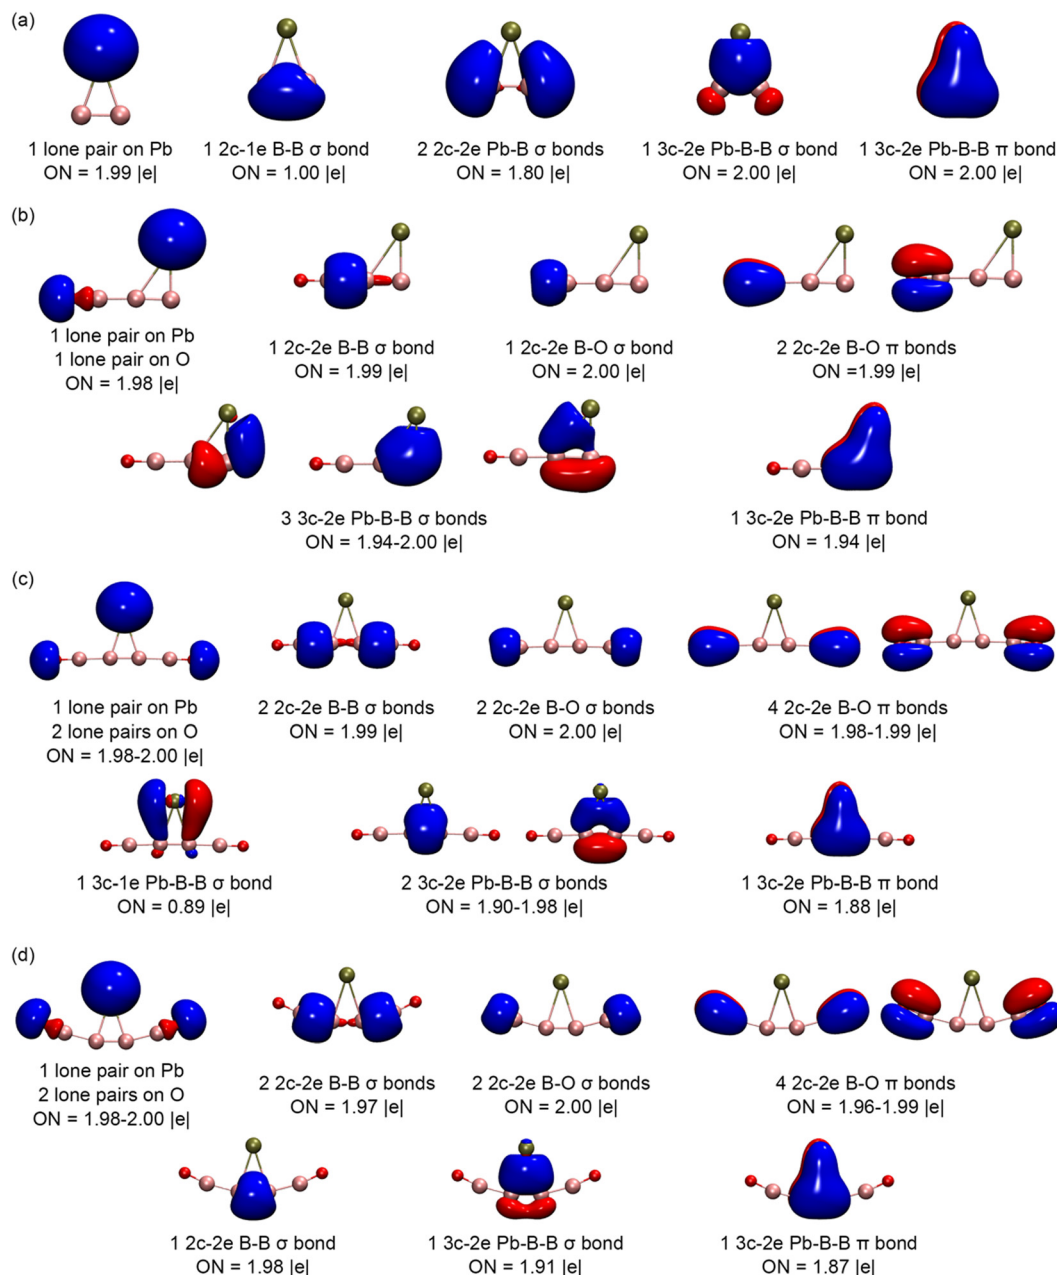 (a)
1 lone pair on Pb
ON = 1.99 |e|
1 2c-1e B-B σ bond
ON = 1.00 |e|
2 2c-2e Pb-B σ bonds
ON = 1.80 |e|
1 3c-2e Pb-B-B σ bond
ON = 2.00 |e|
1 3c-2e Pb-B-B π bond
ON = 2.00 |e|
(b)
1 lone pair on Pb
1 lone pair on O
ON = 1.98 |e|
1 2c-2e B-B σ bond
ON = 1.99 |e|
1 2c-2e B-O σ bond
ON = 2.00 |e|
2 2c-2e B-O π bonds
ON =1.99 |e|
3 3c-2e Pb-B-B σ bonds
ON = 1.94-2.00 |e|
1 3c-2e Pb-B-B π bond
ON = 1.94 |e|
(c)
1 lone pair on Pb
2 lone pairs on O
ON = 1.98-2.00 |e|
2 2c-2e B-B σ bonds
ON = 1.99 |e|
2 2c-2e B-O σ bonds
ON = 2.00 |e|
4 2c-2e B-O π bonds
ON = 1.98-1.99 |e|
1 3c-1e Pb-B-B σ bond
ON = 0.89 |e|
2 3c-2e Pb-B-B σ bonds
ON = 1.90-1.98 |e|
1 3c-2e Pb-B-B π bond
ON = 1.88 |e|
(d)
1 lone pair on Pb
2 lone pairs on O
ON = 1.98-2.00 |e|
2 2c-2e B-B σ bonds
ON = 1.97 |e|
2 2c-2e B-O σ bonds
ON = 2.00 |e|
4 2c-2e B-O π bonds
ON = 1.96-1.99 |e|
1 2c-2e B-B σ bond
ON = 1.98 |e|
1 3c-2e Pb-B-B σ bond
ON = 1.91 |e|
1 3c-2e Pb-B-B π bond
ON = 1.87 |e|